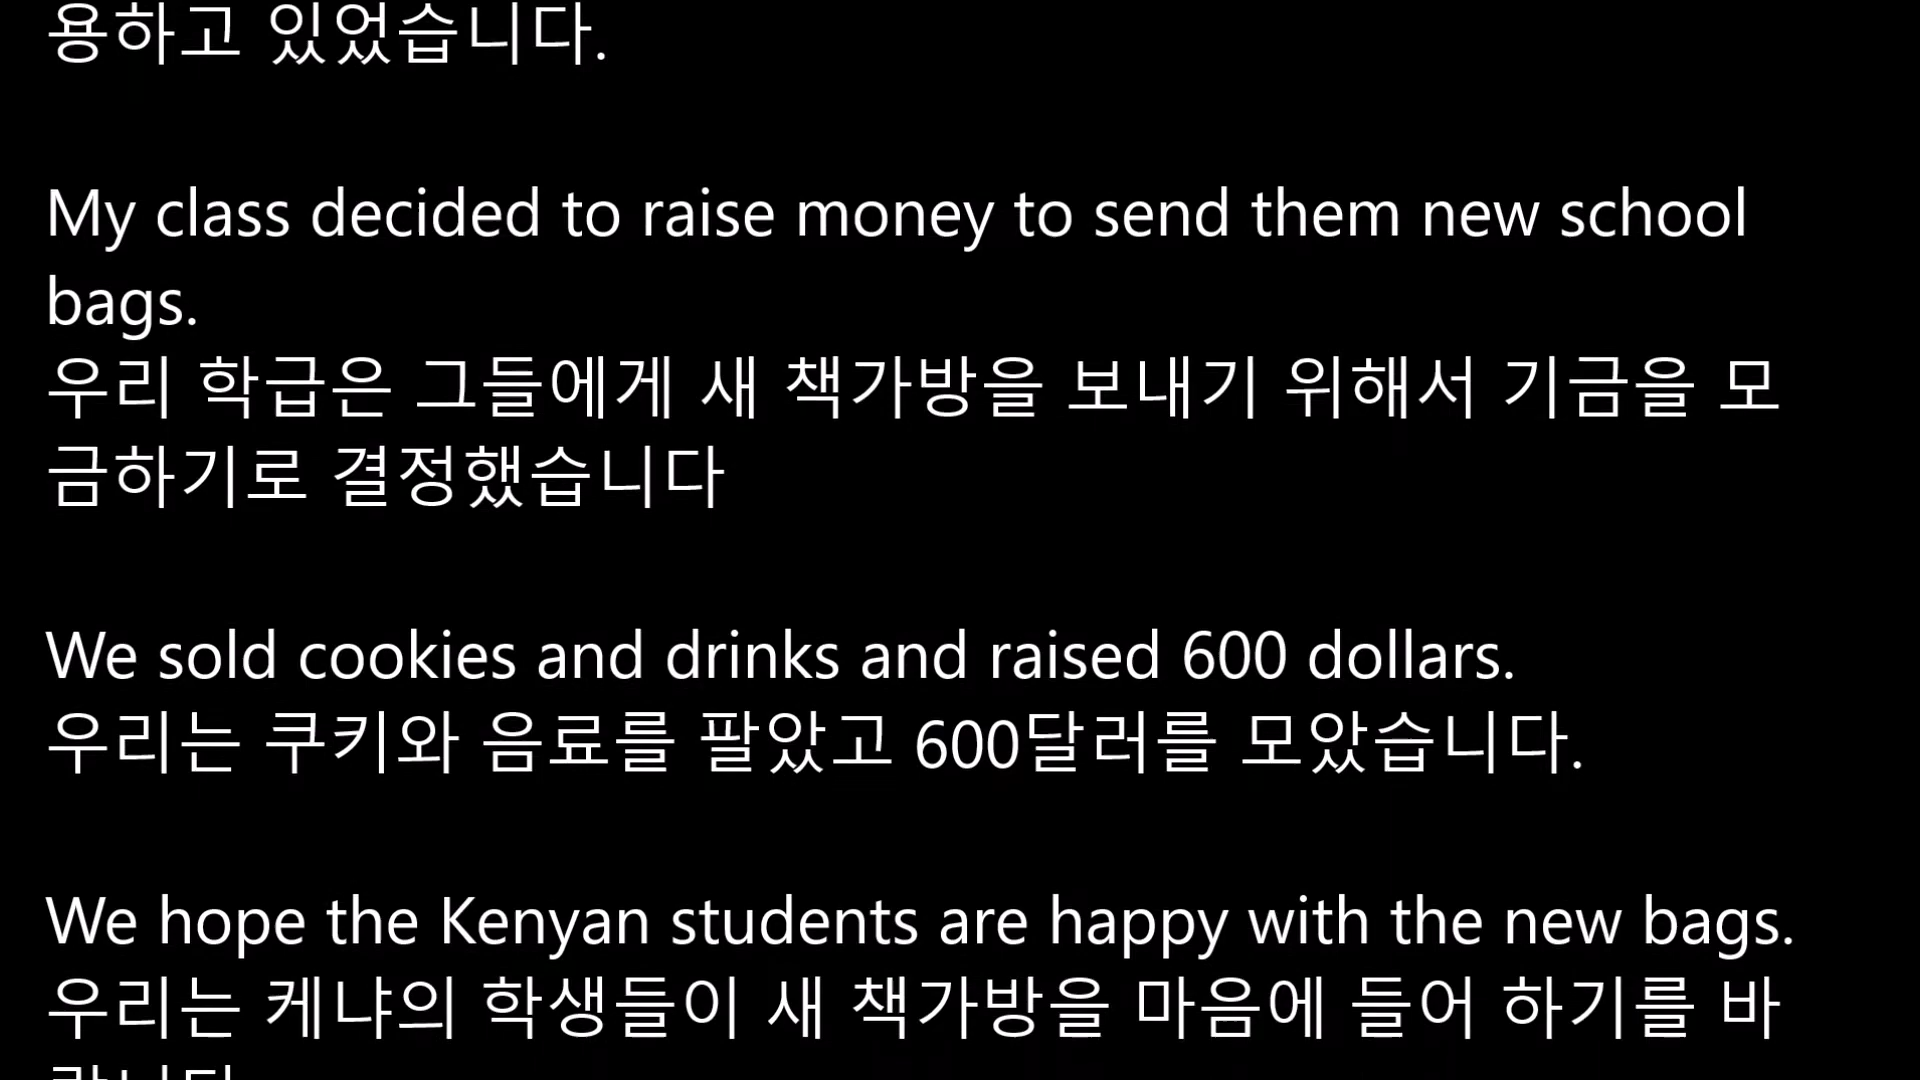 용하고 있었습니다.
My class decided to raise money to send them new school
bags.
우리 학급은 그들에게 새 책가방을 보내기 위해서 기금을 모
금하기로 결정했습니다
We sold cookies and drinks and raised 600 dollars.
우리는 쿠키와 음료를 팔았고 600달러를 모았습니다.
We hope the Kenyan students are happy with the new bags.
우리는 케냐의 학생들이 새 책가방을 마음에 들어 하기를 바